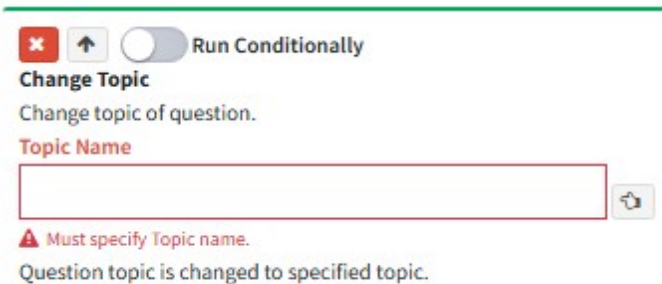 Run Conditionally
Change Topic
Change topic of question.
Topic Name
Must specify Topic name.
Question topic is changed to specified topic.